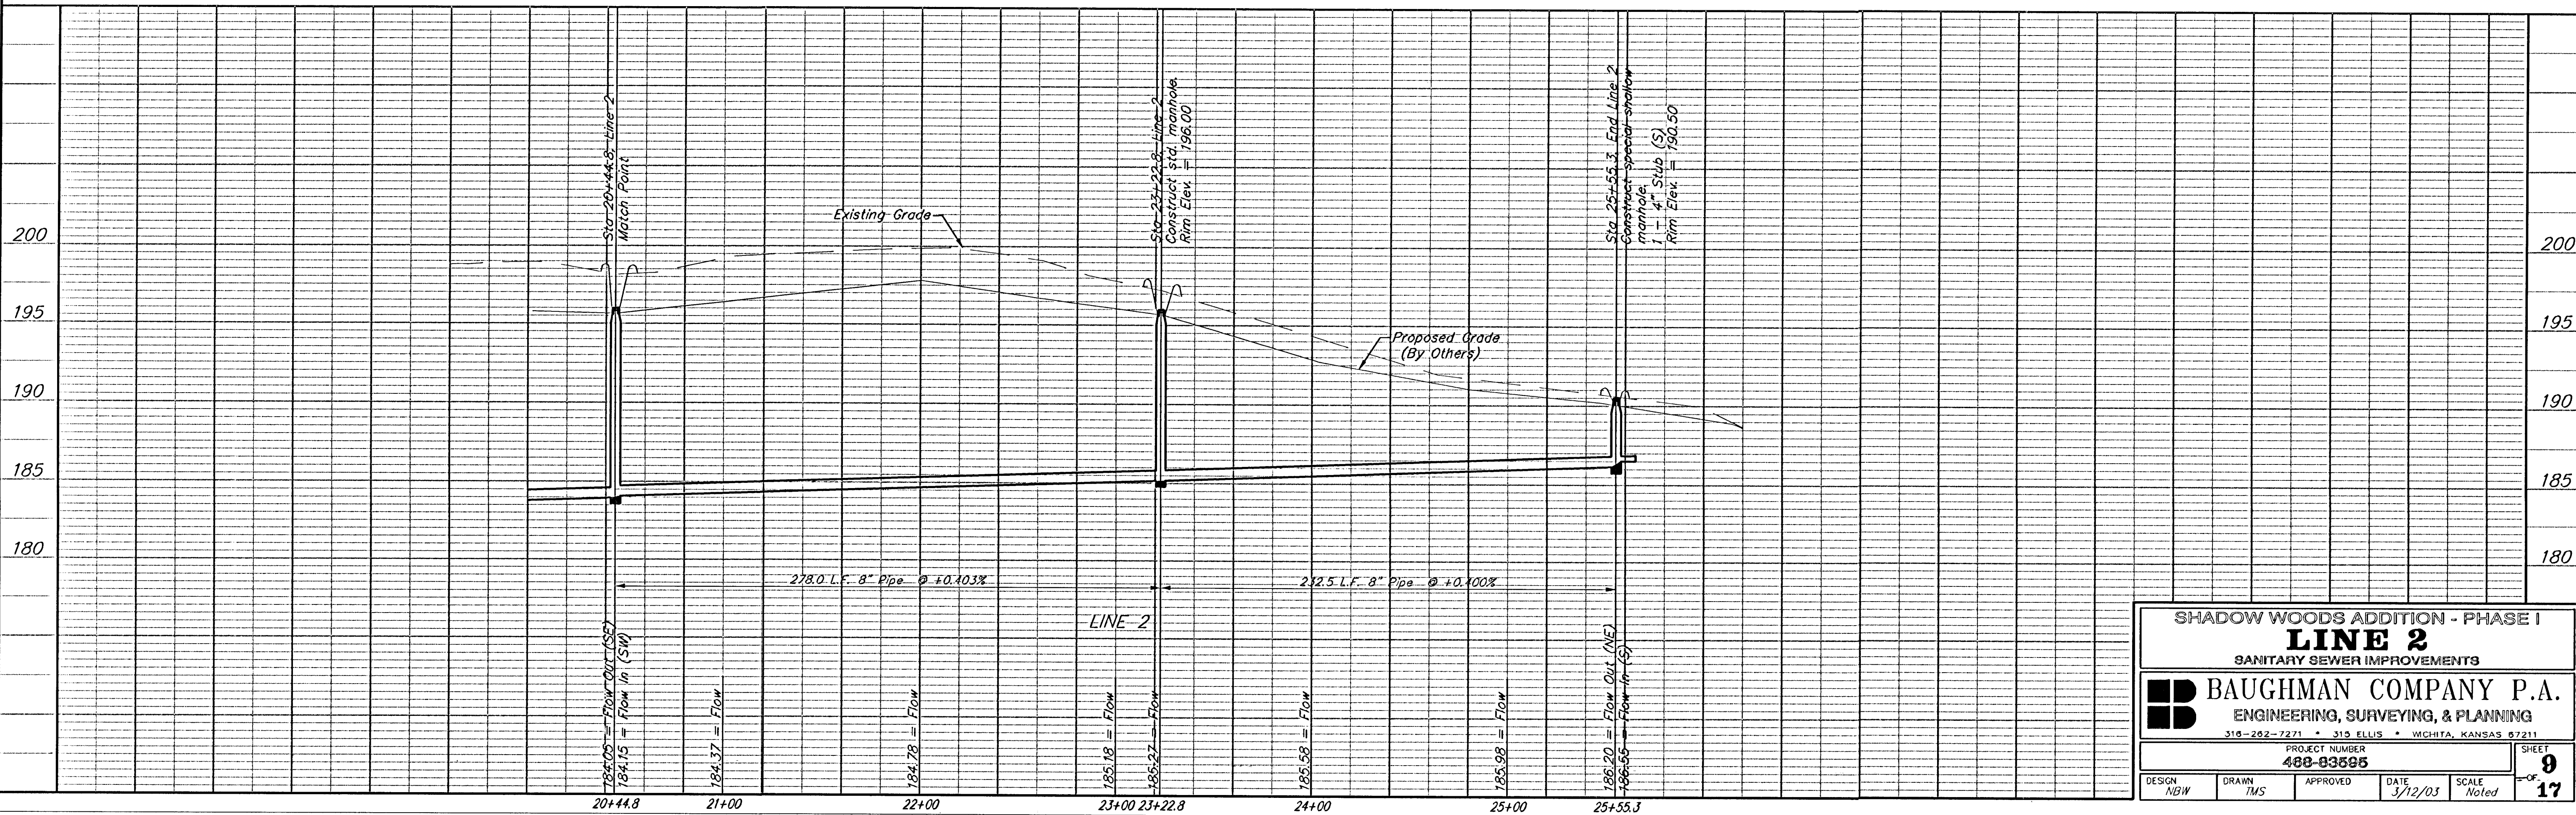 Sta 20+44.8, Line 2
Match Point
Sta 23+22.8, Line 2
Construct std. manhole.
Rim Elev. = 196.00
Sta 25+55.3, End Line 2
Construct special shallow
manhole.
1 - 4" Stub (S)
Rim Elev. = 190.50
Existing Grade
Proposed Grade
(By Others)
200
195
190
185
180
200
195
190
185
180
278.0 L.F. 8" Pipe @ +0.403%
232.5 L.F. 8" Pipe @ +0.400%
LINE 2
184.05 = Flow Out (SE)
184.15 = Flow In (SW)
184.37 = Flow
184.78 = Flow
185.18 = Flow
185.27 = Flow
185.58 = Flow
185.98 = Flow
186.20 = Flow Out (NE)
186.55 = Flow In (S)
20+44.8
21+00
22+00
23+00
23+22.8
24+00
25+00
25+55.3
SHADOW WOODS ADDITION - PHASE I
LINE 2
SANITARY SEWER IMPROVEMENTS
BAUGHMAN COMPANY P.A.
ENGINEERING, SURVEYING, & PLANNING
316-262-7271 * 315 ELLIS * WICHITA, KANSAS 67211
PROJECT NUMBER
468-83595
SHEET
9
OF
17
DESIGN
NBW
DRAWN
TMS
APPROVED
DATE
3/12/03
SCALE
Noted